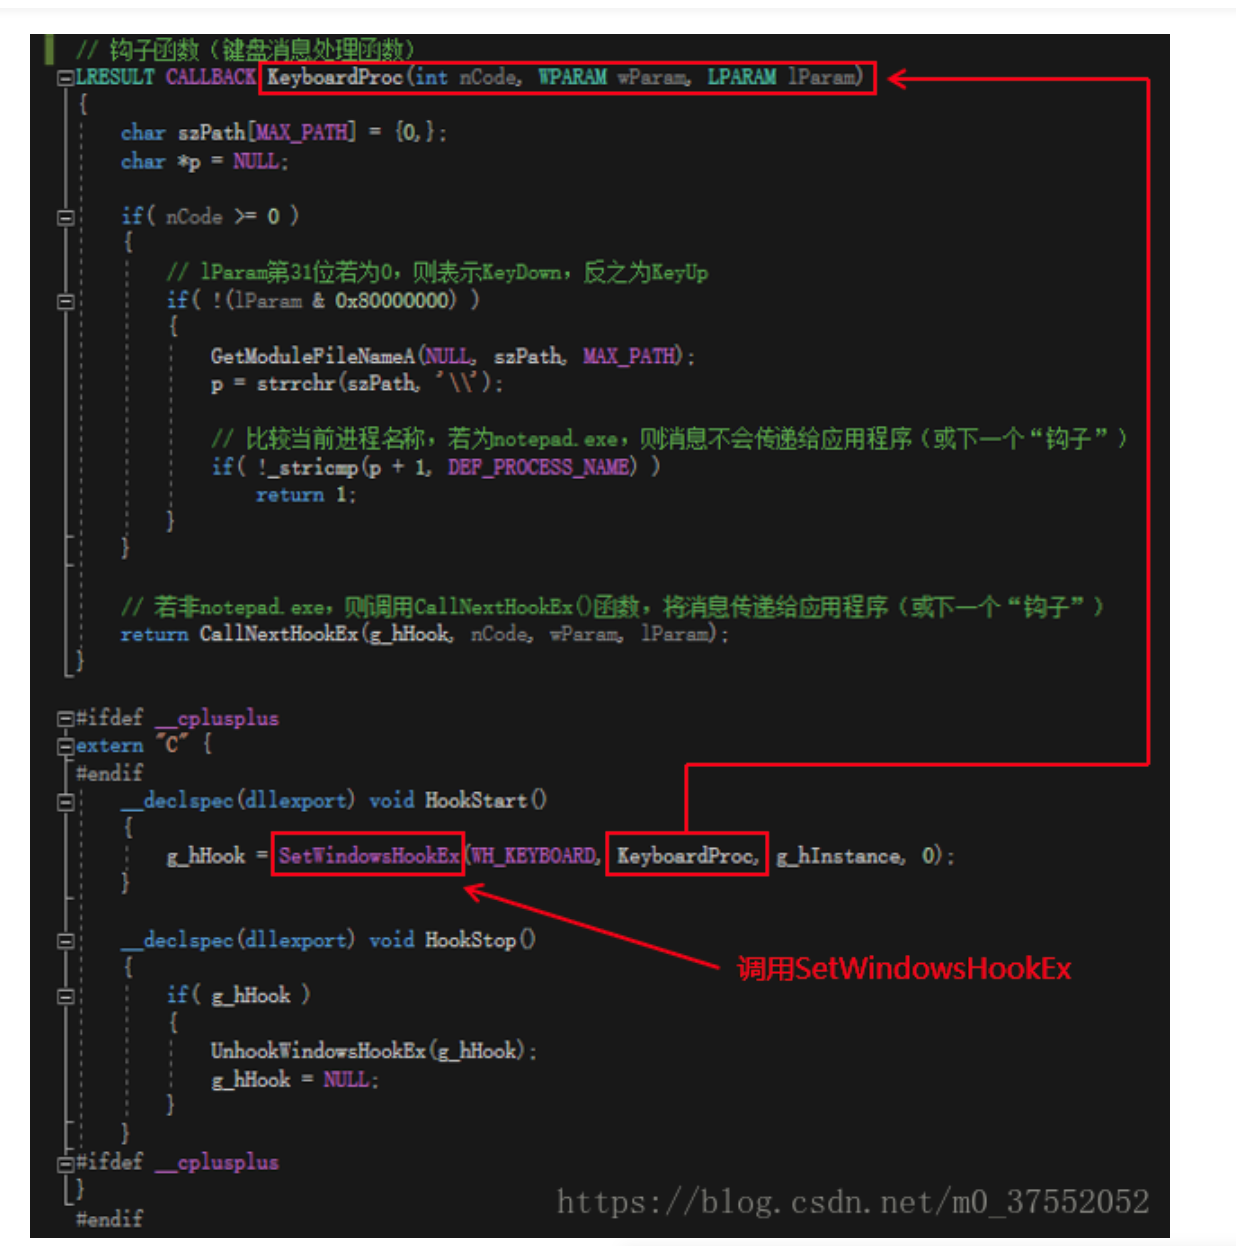 // 钩子函数（键盘消息处理函数）
LRESULT CALLBACK KeyboardProc(int nCode, WPARAM wParam, LPARAM lParam)
{
char szPath[MAX_PATH] = {0,};
char *p = NULL;
if( nCode >= 0 )
{
// lParam第31位若为0，则表示KeyDown，反之为KeyUp
if( !(lParam & 0x80000000) )
{
GetModuleFileNameA(NULL, szPath, MAX_PATH);
p = strrchr(szPath, '\\');
// 比较当前进程名称，若为notepad.exe，则消息不会传递给应用程序（或下一个“钩子”）
if( !_stricmp(p + 1, DEF_PROCESS_NAME) )
return 1;
}
}
// 若非notepad.exe，则调用CallNextHookEx()函数，将消息传递给应用程序（或下一个“钩子”）
return CallNextHookEx(g_hHook, nCode, wParam, lParam);
}
#ifdef __cplusplus
extern "C" {
#endif
__declspec(dllexport) void HookStart()
{
g_hHook = SetWindowsHookEx(WH_KEYBOARD, KeyboardProc, g_hInstance, 0);
}
__declspec(dllexport) void HookStop()
{
调用SetWindowsHookEx
if( g_hHook )
{
UnhookWindowsHookEx(g_hHook);
g_hHook = NULL;
}
}
#ifdef __cplusplus
}
#endif
https://blog.csdn.net/m0_37552052